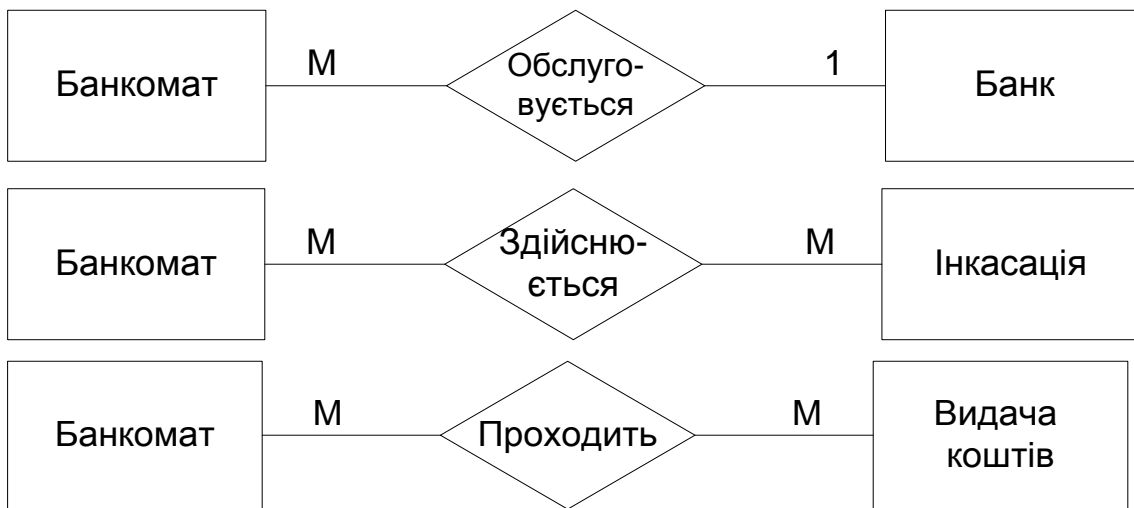 Банкомат
М
Обслуго-
вується
1
Банк
Банкомат
М
Здійсню-
ється
М
Інкасація
Банкомат
М
Проходить
М
Видача
коштів